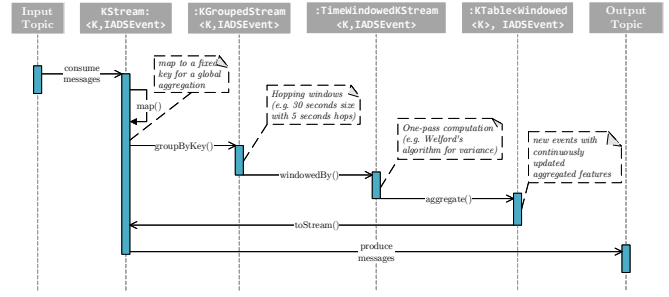 Input
Topic
KStream:
<K,IADSEvent>
:KGroupedStream
<K,IADSEvent>
:TimeWindowedKStream
<K,IADSEvent>
:KTable<Windowed
<K>, IADSEvent>
Output
Topic
consume
messages
map to a fixed
key for a global
aggregation
map()
Hopping windows
(e.g. 30 seconds size
with 5 seconds hops)
groupByKey()
One-pass computation
(e.g. Welford's
algorithm for variance)
new events with
continuously
updated
aggregated features
windowedBy()
aggregate()
toStream()
produce
messages